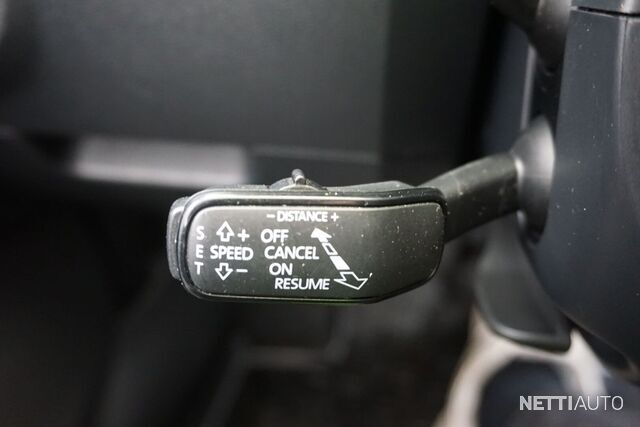 - DISTANCE +
S + OFF
E SPEED CANCEL
T - ON
RESUME
NETTIAUTO